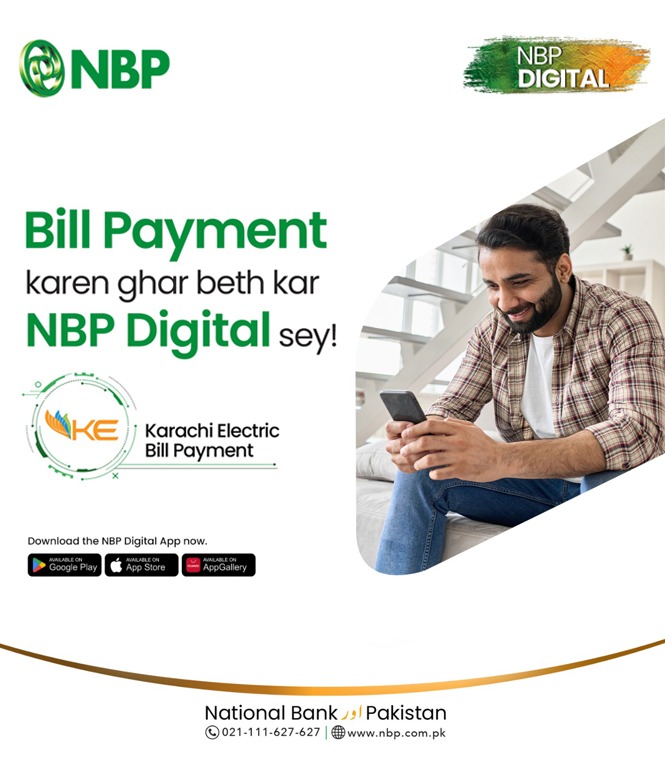 NBP
NBP
DIGITAL
Bill Payment
karen ghar beth kar
NBP Digital sey!
KE
Karachi Electric
Bill Payment
Download the NBP Digital App now.
AVAILABLE ON
Google Play
AVAILABLE ON
App Store
AVAILABLE ON
AppGallery
National Bank اور Pakistan
021-111-627-627 | www.nbp.com.pk